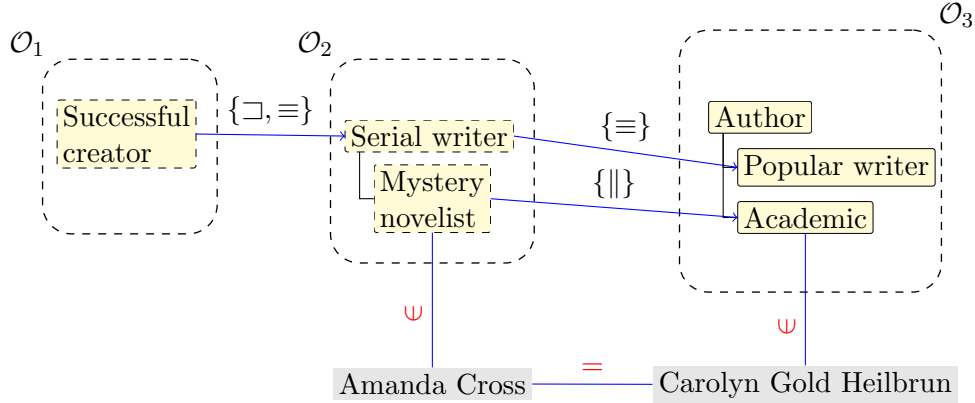 𝒪₁
𝒪₂
𝒪₃
Successful
creator
{⊐, ≡}
Serial writer
Mystery
novelist
{≡}
{∥}
Author
Popular writer
Academic
⋵
⋵
Amanda Cross
=
Carolyn Gold Heilbrun